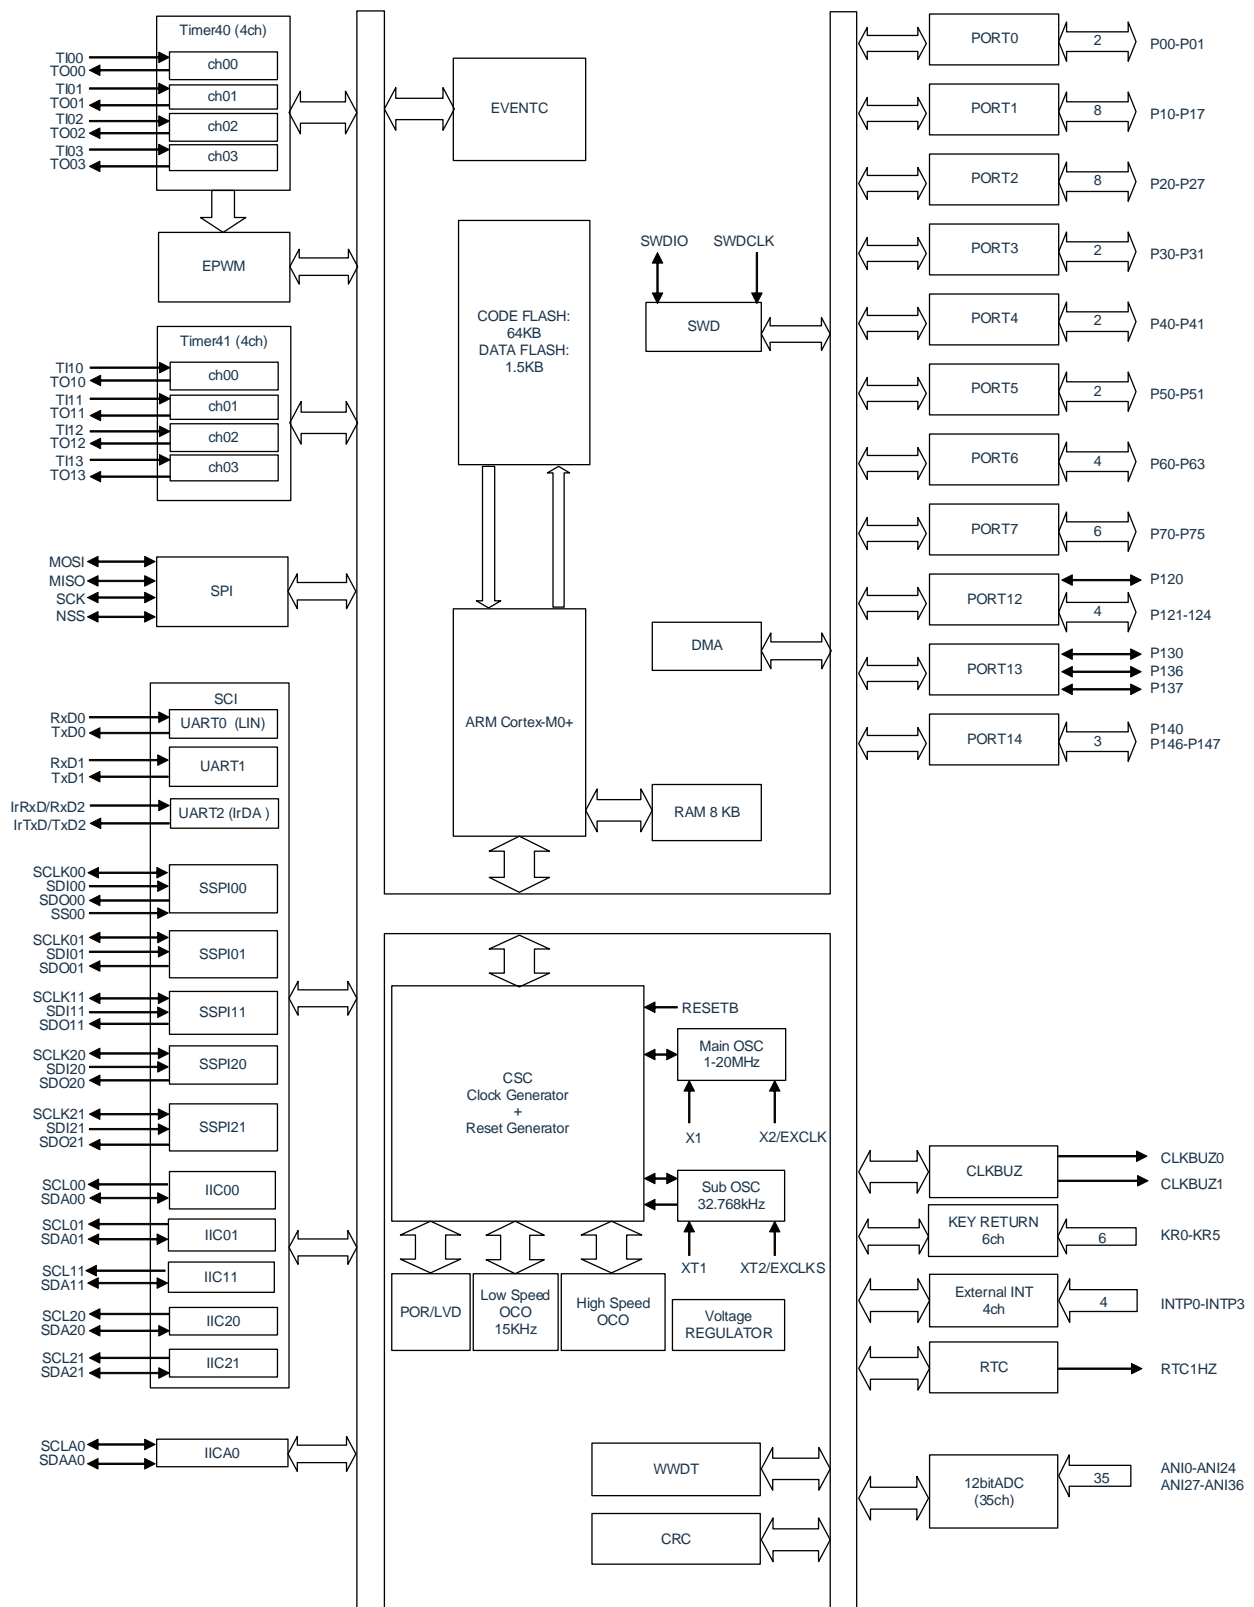 Timer40 (4ch)
TI00
TO00
ch00
TI01
TO01
ch01
TI02
TO02
ch02
TI03
TO03
ch03
EPWM
Timer41 (4ch)
TI10
TO10
ch00
TI11
TO11
ch01
TI12
TO12
ch02
TI13
TO13
ch03
MOSI
MISO
SCK
NSS
SPI
SCI
RxD0
TxD0
UART0 (LIN)
RxD1
TxD1
UART1
IrRxD/RxD2
IrTxD/TxD2
UART2 (IrDA )
SCLK00
SDI00
SDO00
SS00
SSPI00
SCLK01
SDI01
SDO01
SSPI01
SCLK11
SDI11
SDO11
SSPI11
SCLK20
SDI20
SDO20
SSPI20
SCLK21
SDI21
SDO21
SSPI21
SCL00
SDA00
IIC00
SCL01
SDA01
IIC01
SCL11
SDA11
IIC11
SCL20
SDA20
IIC20
SCL21
SDA21
IIC21
SCLA0
SDAA0
IICA0
EVENTC
CODE FLASH:
64KB
DATA FLASH:
1.5KB
SWDIO
SWDCLK
SWD
ARM Cortex-M0+
DMA
RAM 8 KB
CSC
Clock Generator
+
Reset Generator
RESETB
Main OSC
1-20MHz
X1
X2/EXCLK
Sub OSC
32.768kHz
XT1
XT2/EXCLKS
POR/LVD
Low Speed
OCO
15KHz
High Speed
OCO
Voltage
REGULATOR
WWDT
CRC
PORT0
2
P00-P01
PORT1
8
P10-P17
PORT2
8
P20-P27
PORT3
2
P30-P31
PORT4
2
P40-P41
PORT5
2
P50-P51
PORT6
4
P60-P63
PORT7
6
P70-P75
PORT12
P120
4
P121-124
PORT13
P130
P136
P137
PORT14
3
P140
P146-P147
CLKBUZ
CLKBUZ0
CLKBUZ1
KEY RETURN
6ch
6
KR0-KR5
External INT
4ch
4
INTP0-INTP3
RTC
RTC1HZ
12bitADC
(35ch)
35
ANI0-ANI24
ANI27-ANI36